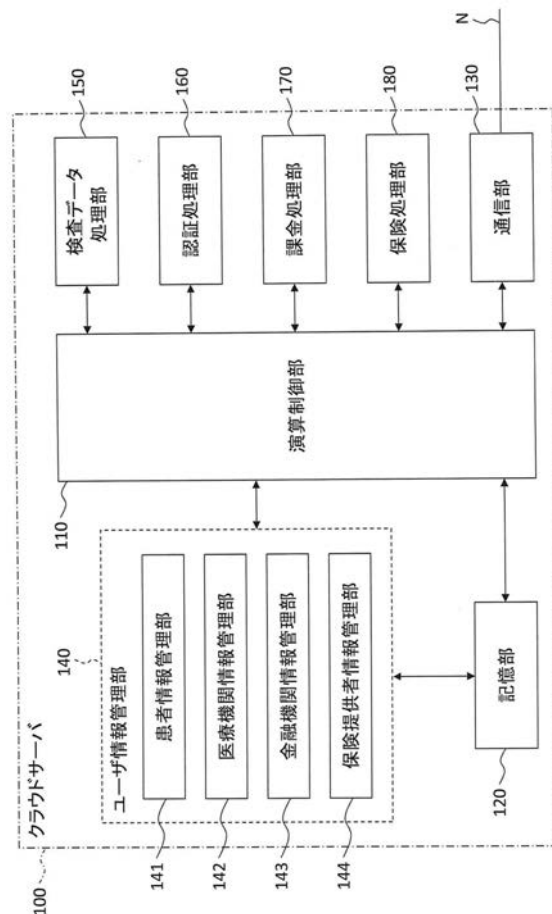 100
クラウドサーバ
140
ユーザ情報管理部
141
患者情報管理部
142
医療機関情報管理部
143
金融機関情報管理部
144
保険提供者情報管理部
110
演算制御部
120
記憶部
検査データ
処理部
150
認証処理部
160
課金処理部
170
保険処理部
180
通信部
130
N